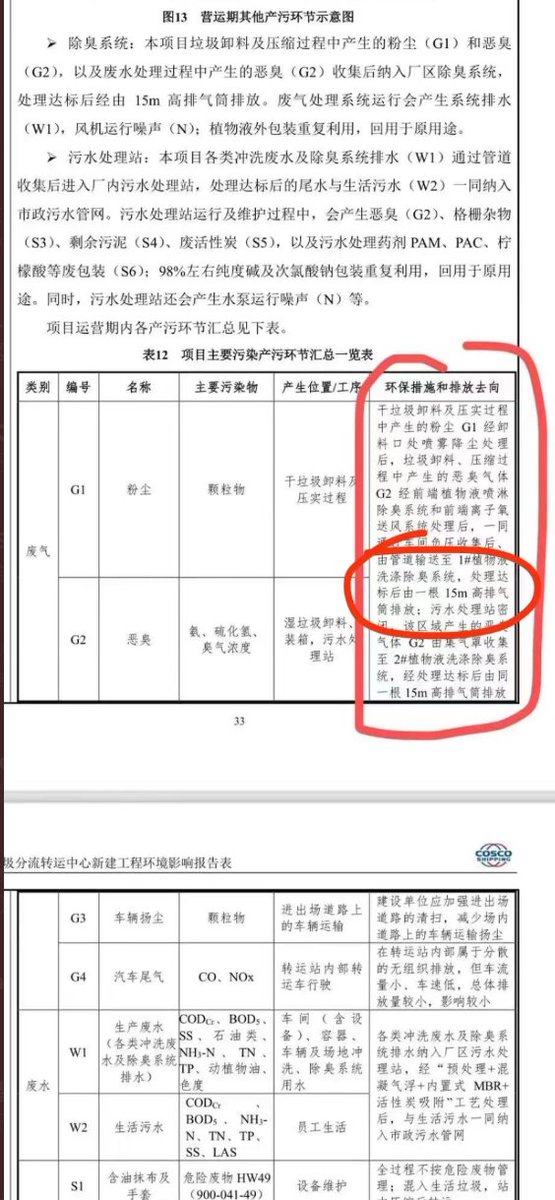 图13 营运期其他产污环节示意图
➢ 除臭系统：本项目垃圾卸料及压缩过程中产生的粉尘（G1）和恶臭
（G2），以及废水处理过程中产生的恶臭（G2）收集后纳入厂区除臭系统，
处理达标后经由 15m 高排气筒排放。废气处理系统运行会产生系统排水
（W1），风机运行噪声（N）；植物液外包装重复利用，回用于原用途。
➢ 污水处理站：本项目各类冲洗废水及除臭系统排水（W1）通过管道
收集后进入厂内污水处理站，处理达标后的尾水与生活污水（W2）一同纳入
市政污水管网。污水处理站运行及维护过程中，会产生恶臭（G2）、格栅杂物
（S3）、剩余污泥（S4）、废活性炭（S5），以及污水处理药剂 PAM、PAC、柠
檬酸等废包装（S6）；98%左右纯度碱及次氯酸钠包装重复利用，回用于原用
途。同时，污水处理站还会产生水泵运行噪声（N）等。
项目运营期内各产污环节汇总见下表。
表12 项目主要污染产污环节汇总一览表
类别 编号 名称 主要污染物 产生位置/工序 环保措施和排放去向
废气
G1 粉尘 颗粒物
干垃圾卸料及
压实过程
G2 恶臭
氨、硫化氢、
臭气浓度
湿垃圾卸料、
装箱，污水处
理站
干垃圾卸料及压实过程
中产生的粉尘 G1 经卸
料口处喷雾降尘处理
后，垃圾卸料、压缩过
程中产生的恶臭气体
G2 经前端植物液喷淋
除臭系统和前端离子氧
送风系统处理后，一同
通过车间负压收集后、
由管道输送至 1#植物液
洗涤除臭系统，处理达
标后由一根 15m 高排气
筒排放；污水处理站密
闭，该区域产生的恶臭
气体 G2 由集气罩收集
至 2#植物液洗涤除臭系
统，经处理达标后由同
一根 15m 高排气筒排放
33
圾分流转运中心新建工程环境影响报告表
COSCO
SHIPPING
G3 车辆扬尘 颗粒物
进出场道路上
的车辆运输
建设单位应加强进出场
道路的清扫，减少场内
道路上的车辆运输扬尘
G4 汽车尾气 CO、NOx
转运站内部转
运车行驶
在转运站内部属于分散
的无组织排放，但车流
量小、车速低，总体排
放量较小，影响较小
废水
W1
生产废水
（各类冲洗废
水及除臭系统
排水）
CODCr、BOD5、
SS、石油类、
NH3-N、TN、
TP、动植物油、
色度
车间（含设
备）、容器、
车辆及场地冲
洗、除臭系统
用水
W2 生活污水
CODCr、
BOD5、NH3-
N、TN、TP、
SS、LAS
员工生活
各类冲洗废水及除臭系
统排水纳入厂区污水处
理站，经“预处理+混
凝气浮+内置式 MBR+
活性炭吸附”工艺处理
后，与生活污水一同纳
入市政污水管网
S1
含油抹布及
手套
危险废物 HW49
（900-041-49）
设备维护
全过程不按危险废物管
理；混入生活垃圾，站